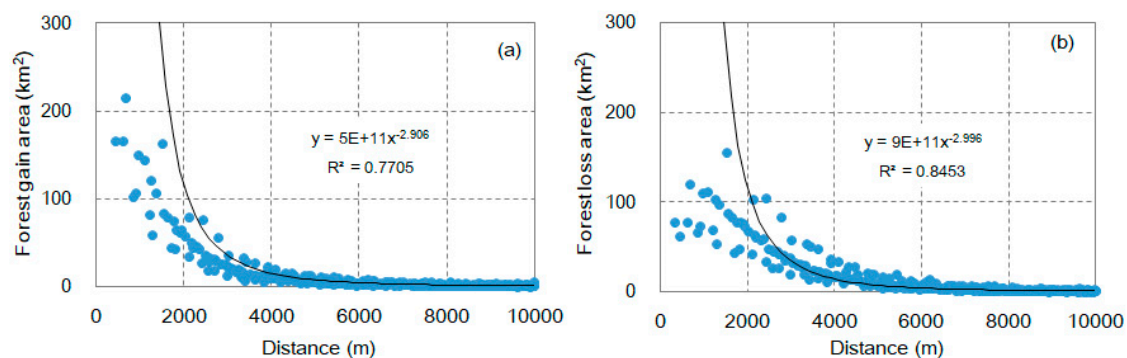 Forest gain area (km²)
300
200
100
0
(a)
y = 5E+11x^-2.906
R² = 0.7705
0 2000 4000 6000 8000 10000
Distance (m)
Forest loss area (km²)
300
200
100
0
(b)
y = 9E+11x^-2.996
R² = 0.8453
0 2000 4000 6000 8000 10000
Distance (m)